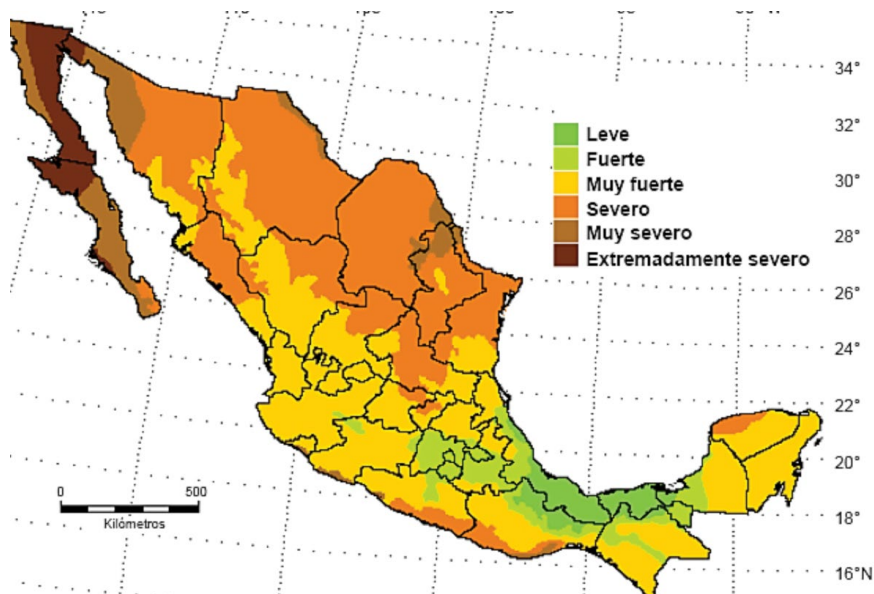 34°
32°
30°
28°
26°
24°
22°
20°
18°
16°N
Leve
Fuerte
Muy fuerte
Severo
Muy severo
Extremadamente severo
0 500
Kilómetros